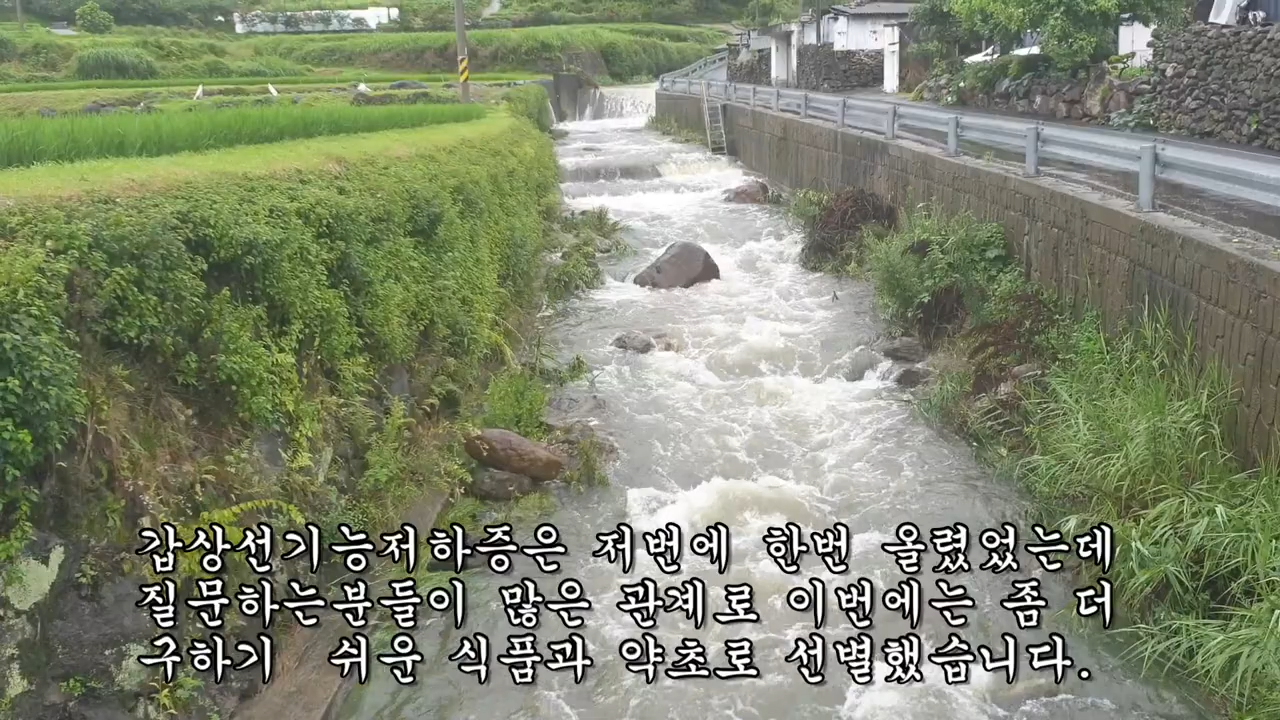 갑상선기능저하증은 저번에 한번 올렸었는데
질문하는분들이 많은 관계로 이번에는 좀 더
구하기 쉬운 식품과 약초로 선별했습니다.